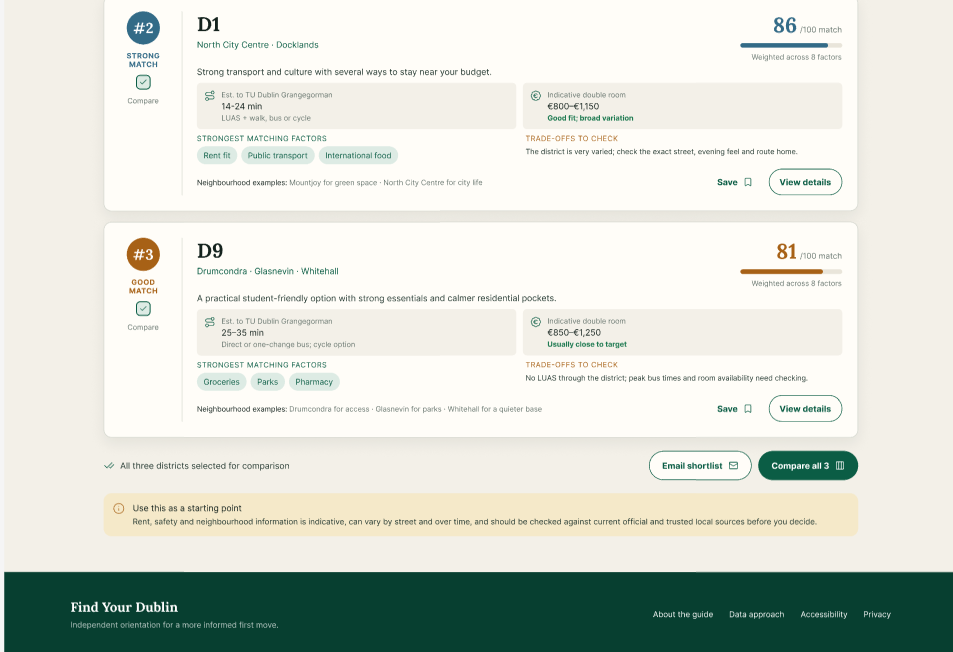 #2
STRONG
MATCH
Compare
D1
North City Centre · Docklands
86 /100 match
Weighted across 8 factors
Strong transport and culture with several ways to stay near your budget.
Est. to TU Dublin Grangegorman
14-24 min
LUAS + walk, bus or cycle
Indicative double room
€800–€1,150
Good fit; broad variation
STRONGEST MATCHING FACTORS
Rent fit Public transport International food
TRADE-OFFS TO CHECK
The district is very varied; check the exact street, evening feel and route home.
Neighbourhood examples: Mountjoy for green space · North City Centre for city life
Save View details
#3
GOOD
MATCH
Compare
D9
Drumcondra · Glasnevin · Whitehall
81 /100 match
Weighted across 8 factors
A practical student-friendly option with strong essentials and calmer residential pockets.
Est. to TU Dublin Grangegorman
25–35 min
Direct or one-change bus; cycle option
Indicative double room
€850–€1,250
Usually close to target
STRONGEST MATCHING FACTORS
Groceries Parks Pharmacy
TRADE-OFFS TO CHECK
No LUAS through the district; peak bus times and room availability need checking.
Neighbourhood examples: Drumcondra for access · Glasnevin for parks · Whitehall for a quieter base
Save View details
All three districts selected for comparison
Email shortlist Compare all 3
Use this as a starting point
Rent, safety and neighbourhood information is indicative, can vary by street and over time, and should be checked against current official and trusted local sources before you decide.
Find Your Dublin
Independent orientation for a more informed first move.
About the guide Data approach Accessibility Privacy